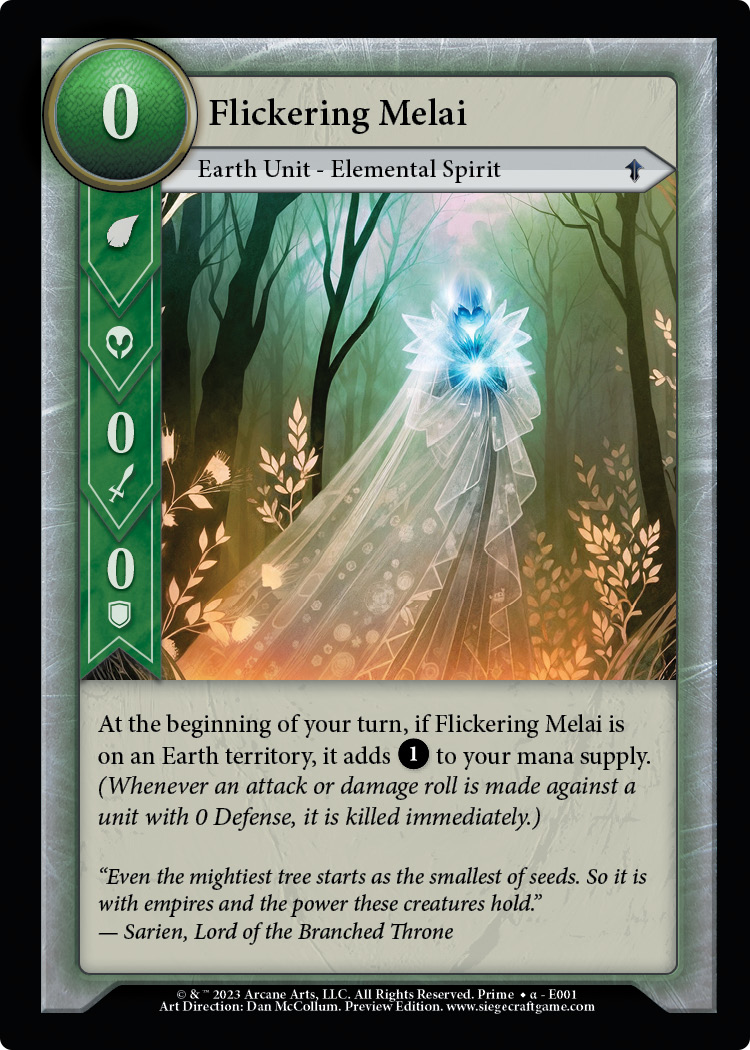 0
Flickering Melai
Earth Unit - Elemental Spirit
0
0
At the beginning of your turn, if Flickering Melai is
on an Earth territory, it adds 1 to your mana supply.
(Whenever an attack or damage roll is made against a
unit with 0 Defense, it is killed immediately.)
“Even the mightiest tree starts as the smallest of seeds. So it is
with empires and the power these creatures hold.”
— Sarien, Lord of the Branched Throne
© & ™ 2023 Arcane Arts, LLC. All Rights Reserved. Prime ⬥ α - E001
Art Direction: Dan McCollum. Preview Edition. www.siegecraftgame.com